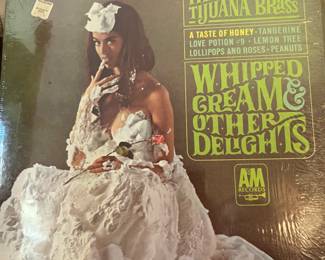 TIJUANA BRASS
A TASTE OF HONEY • TANGERINE
LOVE POTION #9 • LEMON TREE
LOLLIPOPS AND ROSES • PEANUTS
WHIPPED
CREAM &
OTHER
DELIGHTS
A&M
RECORDS